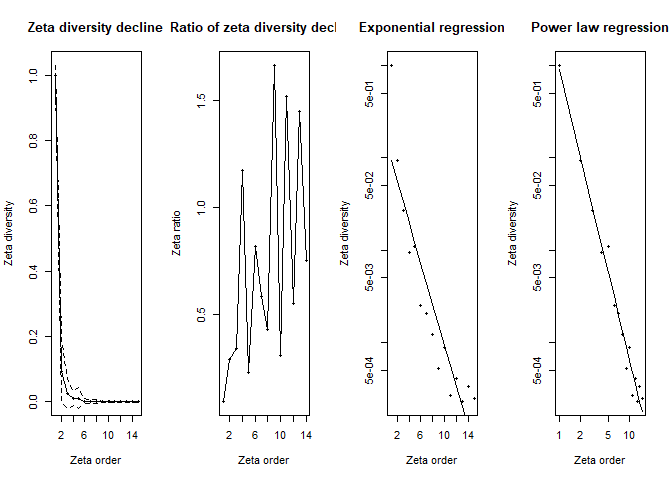 Zeta diversity decline
Zeta diversity
0.0 0.2 0.4 0.6 0.8 1.0
2 6 10 14
Zeta order
Ratio of zeta diversity decl
Zeta ratio
0.5 1.0 1.5
2 6 10 14
Zeta order
Exponential regression
Zeta diversity
5e-04 5e-03 5e-02 5e-01
2 6 10 14
Zeta order
Power law regression
Zeta diversity
5e-04 5e-03 5e-02 5e-01
1 2 5 10
Zeta order